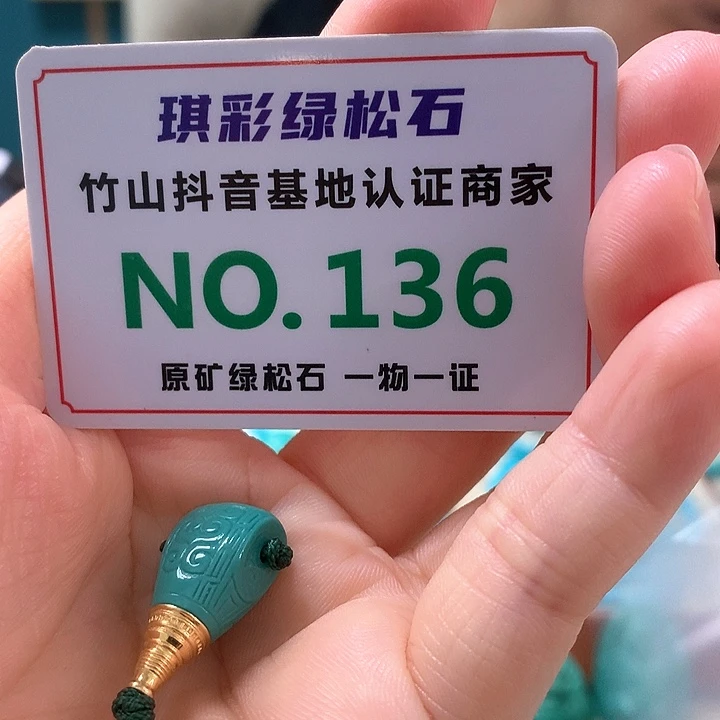 琪彩绿松石
竹山抖音基地认证商家
NO.136
原矿绿松石 一物一证